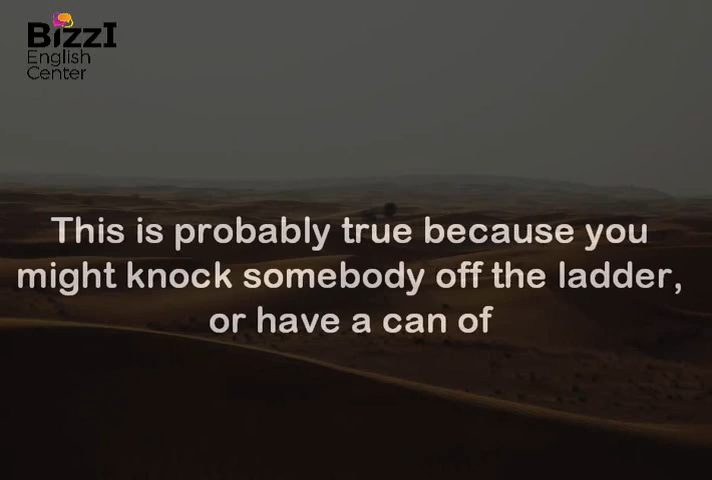 BizzI
English
Center
This is probably true because you
might knock somebody off the ladder,
or have a can of